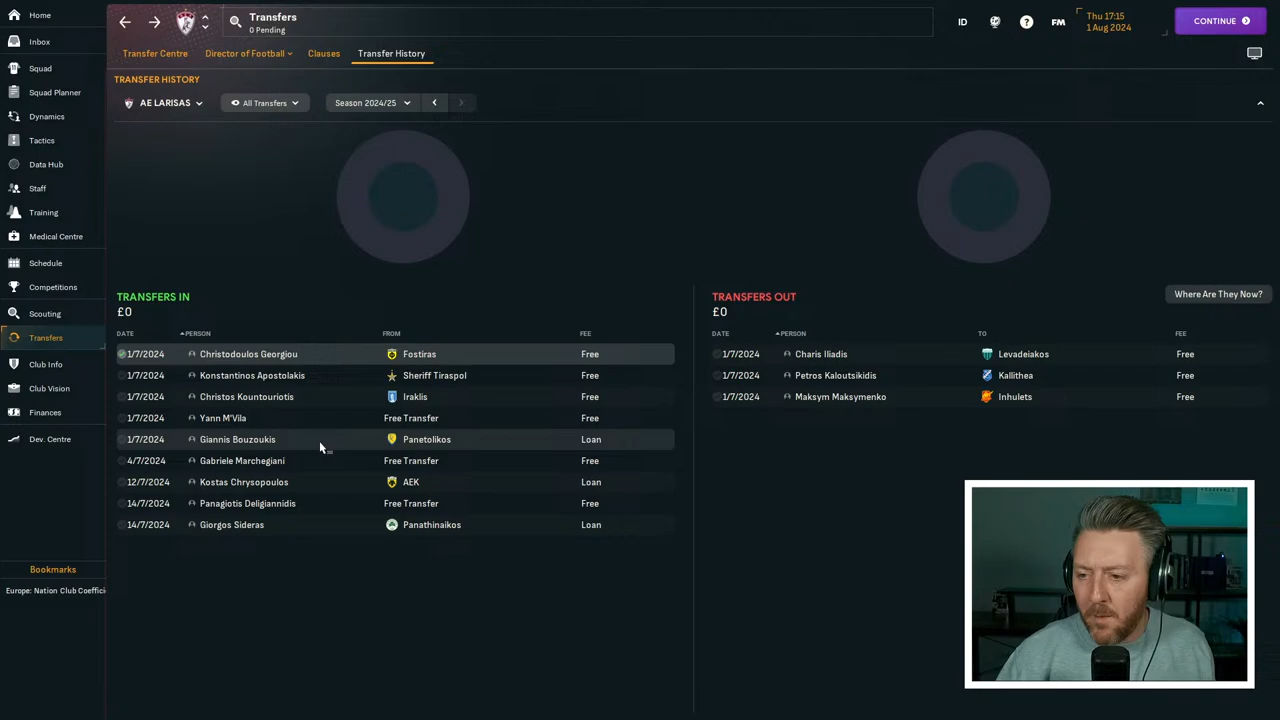 Home
Inbox
Squad
Squad Planner
Dynamics
Tactics
Data Hub
Staff
Training
Medical Centre
Schedule
Competitions
Scouting
Transfers
Club Info
Club Vision
Finances
Dev. Centre
Bookmarks
Europe: Nation Club Coeffici
Transfers
0 Pending
ID
?
FM
Thu 17:15
1 Aug 2024
CONTINUE
Transfer Centre
Director of Football
Clauses
Transfer History
TRANSFER HISTORY
AE LARISAS
All Transfers
Season 2024/25
TRANSFERS IN
£0
DATE PERSON FROM FEE
1/7/2024 Christodoulos Georgiou Fostiras Free
1/7/2024 Konstantinos Apostolakis Sheriff Tiraspol Free
1/7/2024 Christos Kountouriotis Iraklis Free
1/7/2024 Yann M'Vila Free Transfer Free
1/7/2024 Giannis Bouzoukis Panetolikos Loan
4/7/2024 Gabriele Marchegiani Free Transfer Free
12/7/2024 Kostas Chrysopoulos AEK Loan
14/7/2024 Panagiotis Deligiannidis Free Transfer Free
14/7/2024 Giorgos Sideras Panathinaikos Loan
TRANSFERS OUT
£0
Where Are They Now?
DATE PERSON TO FEE
1/7/2024 Charis Iliadis Levadeiakos Free
1/7/2024 Petros Kaloutsikidis Kallithea Free
1/7/2024 Maksym Maksymenko Inhulets Free